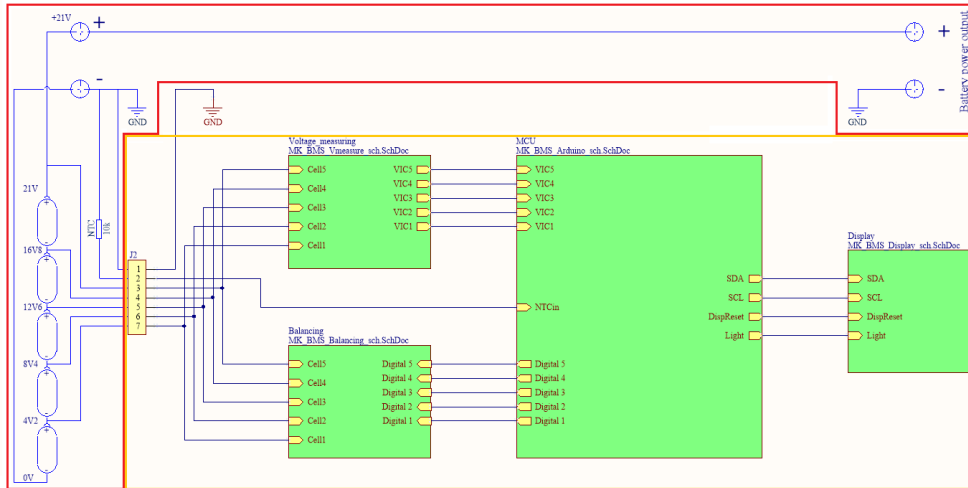 +21V
+
+
-
-
GND
GND
GND
Battery power output
Voltage_measuring
MK_BMS_Vmeasure_sch.SchDoc
Cell5
Cell4
Cell3
Cell2
Cell1
VIC5
VIC4
VIC3
VIC2
VIC1
MCU
MK_BMS_Arduino_sch.SchDoc
VIC5
VIC4
VIC3
VIC2
VIC1
NTCin
SDA
SCL
DispReset
Light
Digital 5
Digital 4
Digital 3
Digital 2
Digital 1
Display
MK_BMS_Display_sch.SchDoc
SDA
SCL
DispReset
Light
21V
16V8
12V6
8V4
4V2
0V
NTC
10k
J2
1
2
3
4
5
6
7
Balancing
MK_BMS_Balancing_sch.SchDoc
Cell5
Cell4
Cell3
Cell2
Cell1
Digital 5
Digital 4
Digital 3
Digital 2
Digital 1